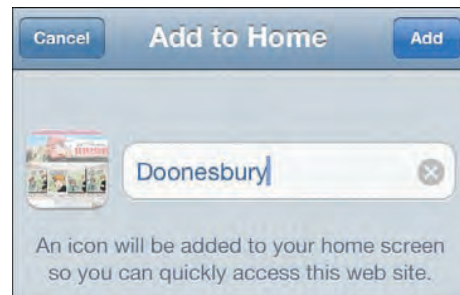 Cancel Add to Home Add
Doonesbury
An icon will be added to your home screen
so you can quickly access this web site.